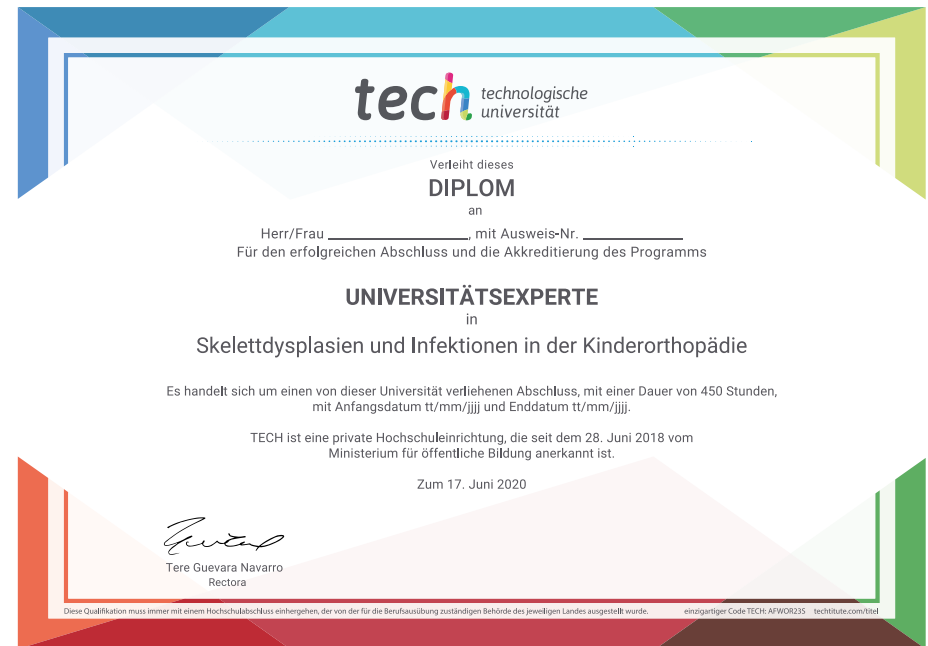 tech technologische
universität
Verleiht dieses
DIPLOM
an
Herr/Frau ____________________, mit Ausweis-Nr. ______________
Für den erfolgreichen Abschluss und die Akkreditierung des Programms
UNIVERSITÄTSEXPERTE
in
Skelettdysplasien und Infektionen in der Kinderorthopädie
Es handelt sich um einen von dieser Universität verliehenen Abschluss, mit einer Dauer von 450 Stunden,
mit Anfangsdatum tt/mm/jjjj und Enddatum tt/mm/jjjj.
TECH ist eine private Hochschuleinrichtung, die seit dem 28. Juni 2018 vom
Ministerium für öffentliche Bildung anerkannt ist.
Zum 17. Juni 2020
Tere Guevara Navarro
Rectora
Diese Qualifikation muss immer mit einem Hochschulabschluss einhergehen, der von der für die Berufsausübung zuständigen Behörde des jeweiligen Landes ausgestellt wurde. einzigartiger Code TECH: AFWOR235 techtitute.com/titel